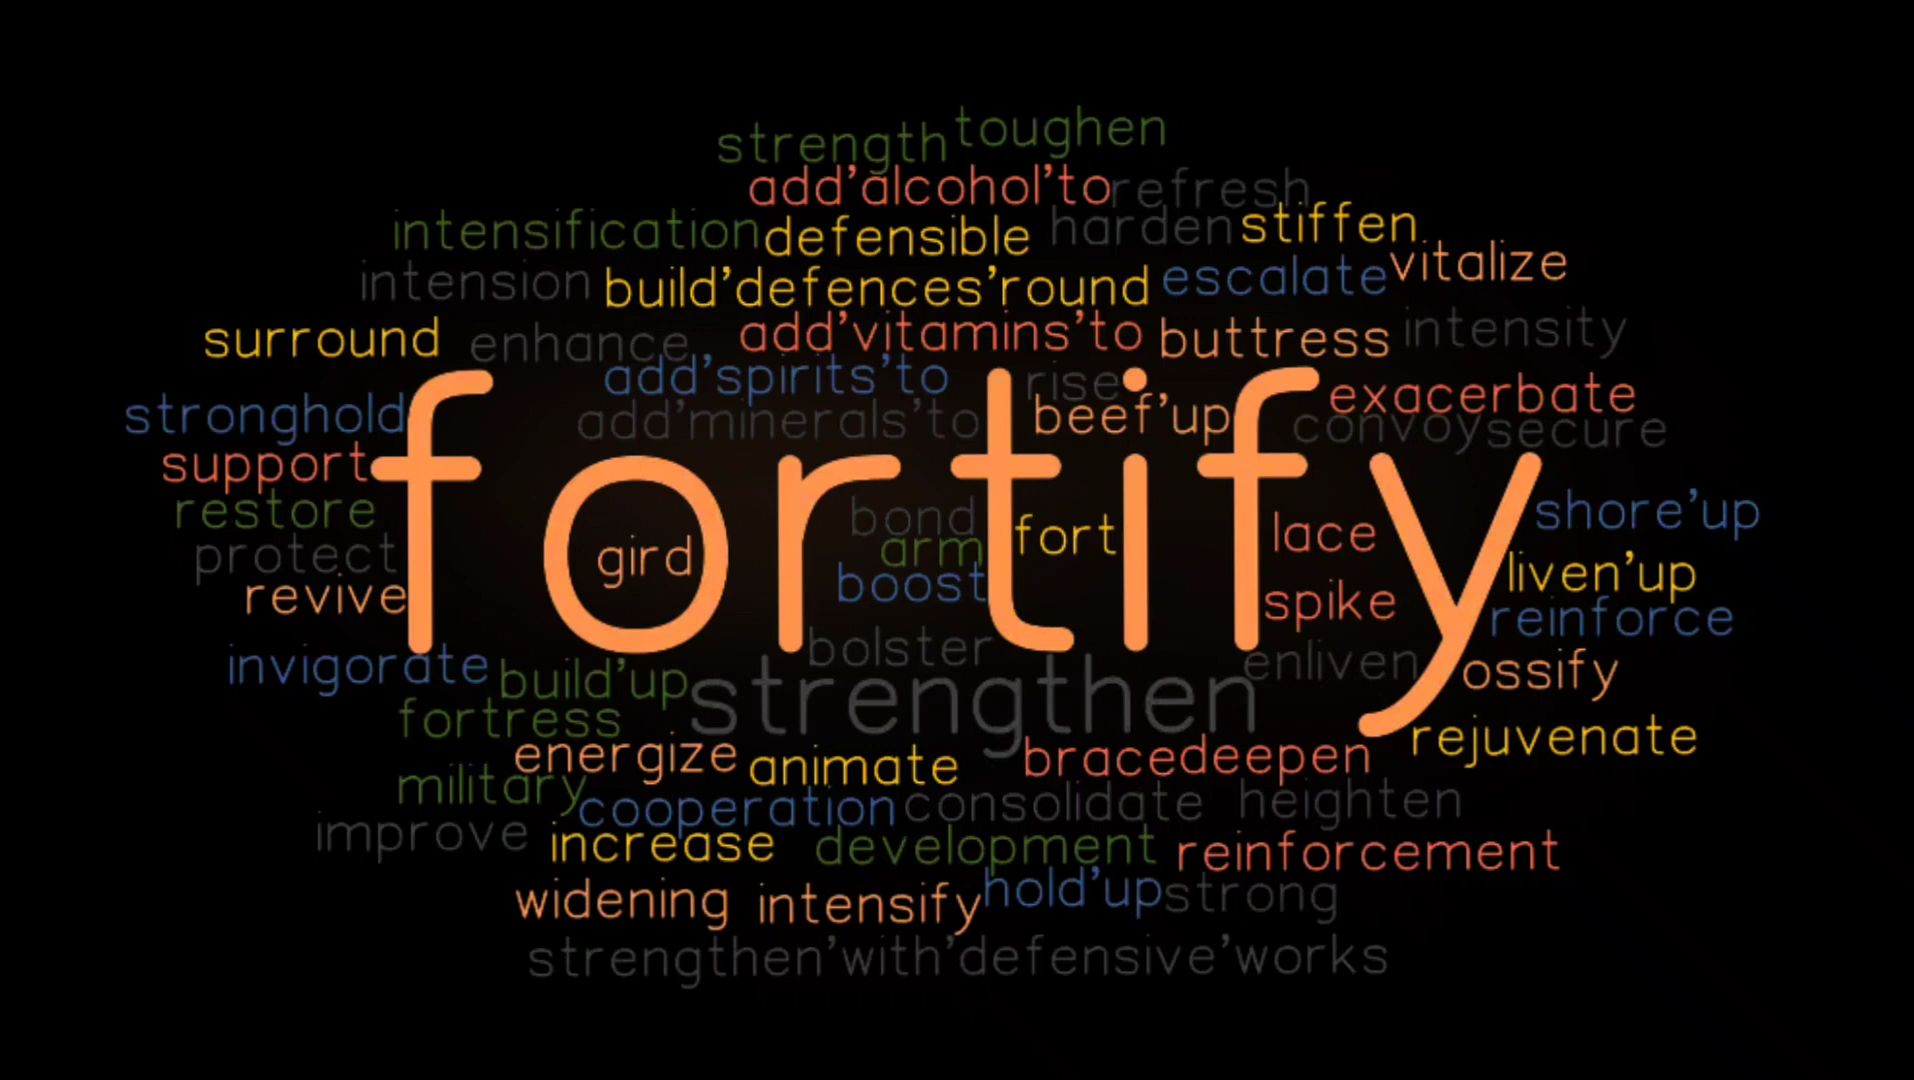 strength toughen
add'alcohol'to refresh
intensification defensible harden stiffen
intension build'defences'round escalate vitalize
surround enhance add'vitamins'to buttress intensity
add'spirits'to rise exacerbate
stronghold add'minerals'to beef'up convoy secure
support
fortify
restore bond fort lace shore'up
protect gird arm liven'up
revive boost spike reinforce
invigorate build'up bolster enliven ossify
fortress strengthen
energize animate brace deepen rejuvenate
military cooperation consolidate heighten
improve increase development reinforcement
widening intensify hold'up strong
strengthen'with'defensive'works